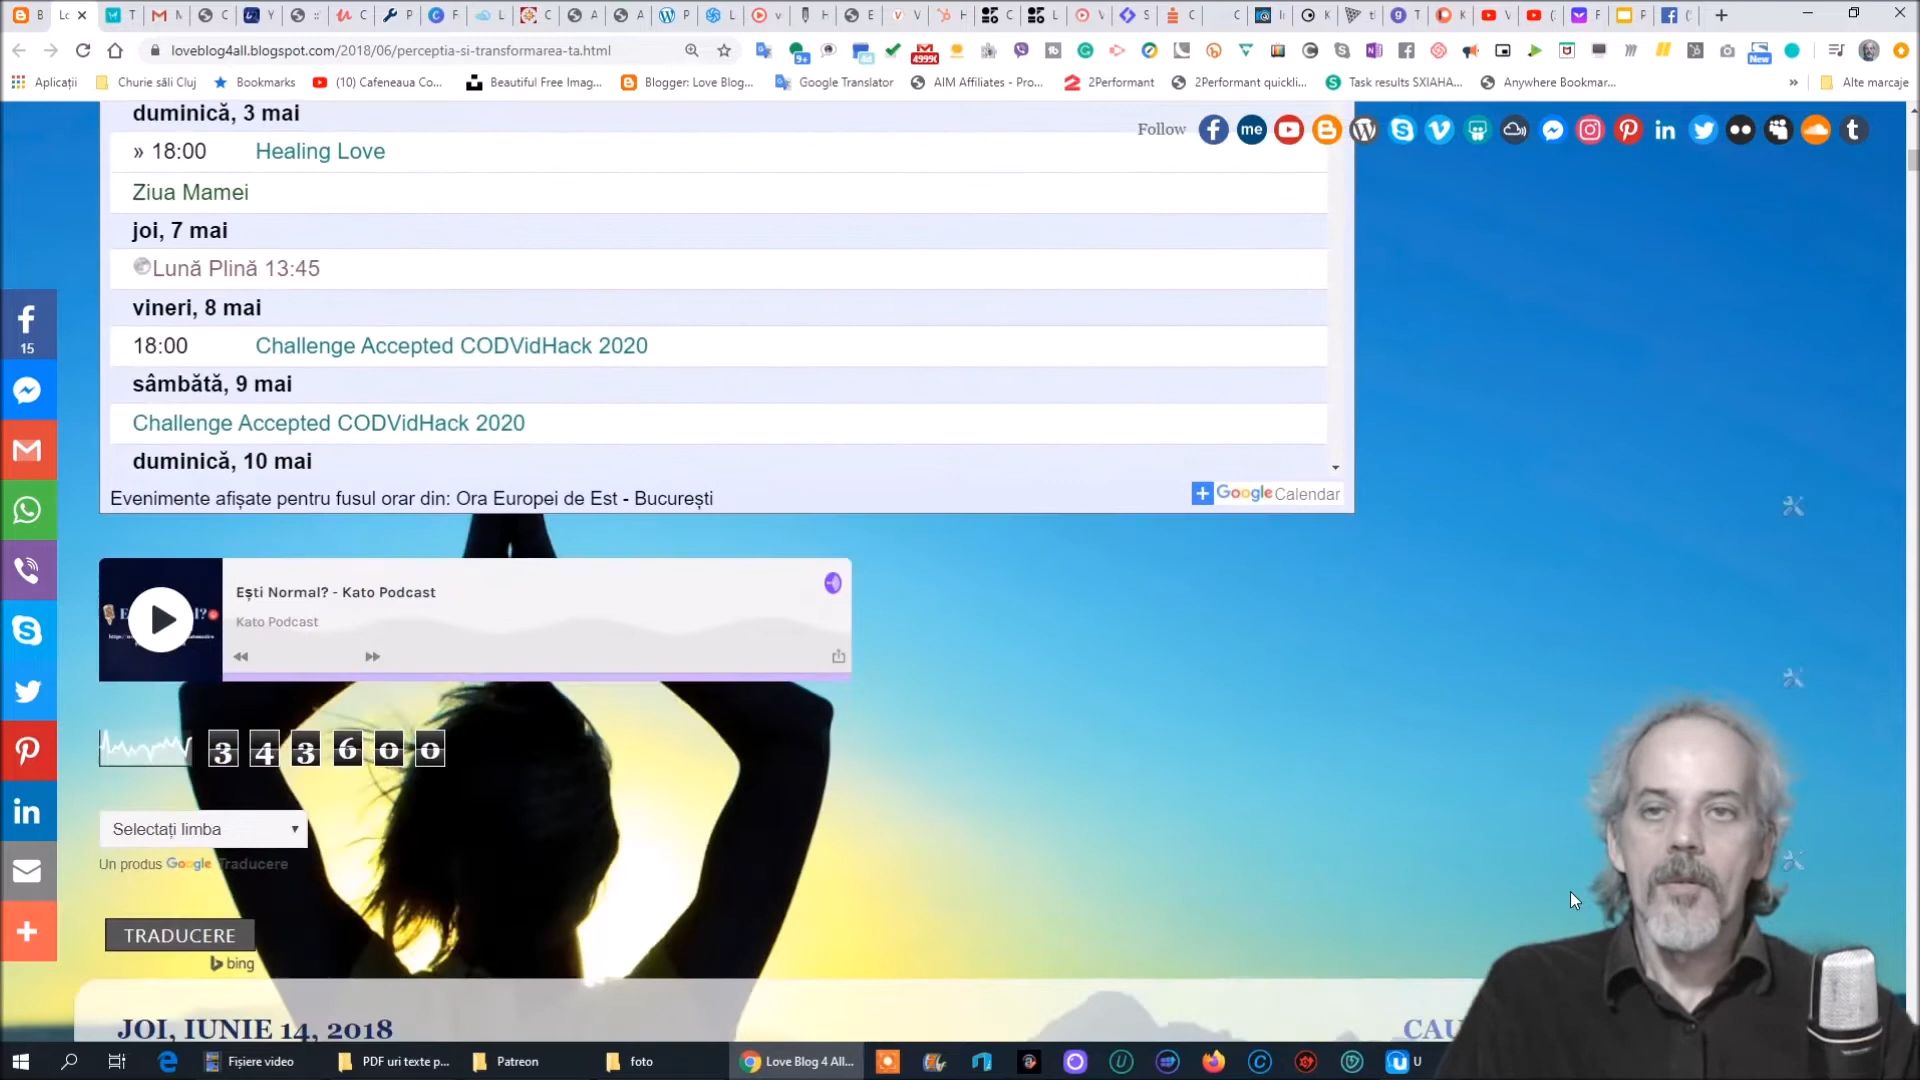 loveblog4all.blogspot.com/2018/06/perceptia-si-transformarea-ta.html
Aplicații
Churie săli Cluj
Bookmarks
(10) Cafeneaua Co...
Beautiful Free Imag...
Blogger: Love Blog...
Google Translator
AIM Affiliates - Pro...
2Performant
2Performant quickli...
Task results SXIAHA...
Anywhere Bookmar...
»
Alte marcaje
duminică, 3 mai
Follow
» 18:00 Healing Love
Ziua Mamei
joi, 7 mai
Lună Plină 13:45
vineri, 8 mai
18:00 Challenge Accepted CODVidHack 2020
sâmbătă, 9 mai
Challenge Accepted CODVidHack 2020
duminică, 10 mai
Evenimente afișate pentru fusul orar din: Ora Europei de Est - București
Google Calendar
15
Ești Normal? - Kato Podcast
Kato Podcast
343600
Selectați limba
Un produs Google Traducere
TRADUCERE
bing
JOI, IUNIE 14, 2018
CAU
Fișiere video
PDF uri texte p...
Patreon
foto
Love Blog 4 All...
U